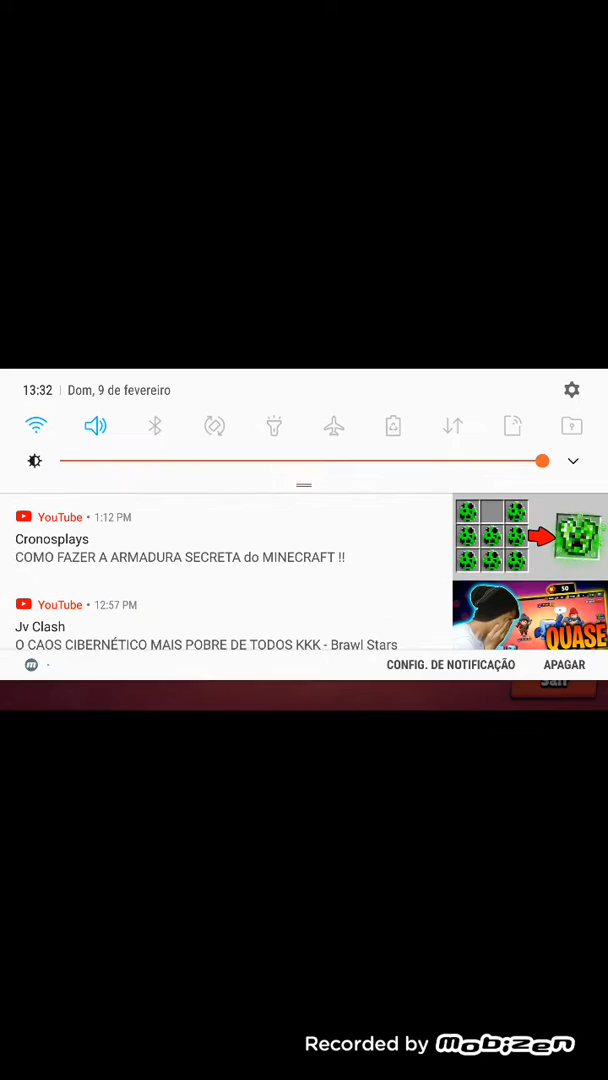 13:32 | Dom, 9 de fevereiro
YouTube • 1:12 PM
Cronosplays
COMO FAZER A ARMADURA SECRETA do MINECRAFT !!
YouTube • 12:57 PM
Jv Clash
O CAOS CIBERNÉTICO MAIS POBRE DE TODOS KKK - Brawl Stars
50
QUASE
CONFIG. DE NOTIFICAÇÃO
APAGAR
Sair
Recorded by mobizen